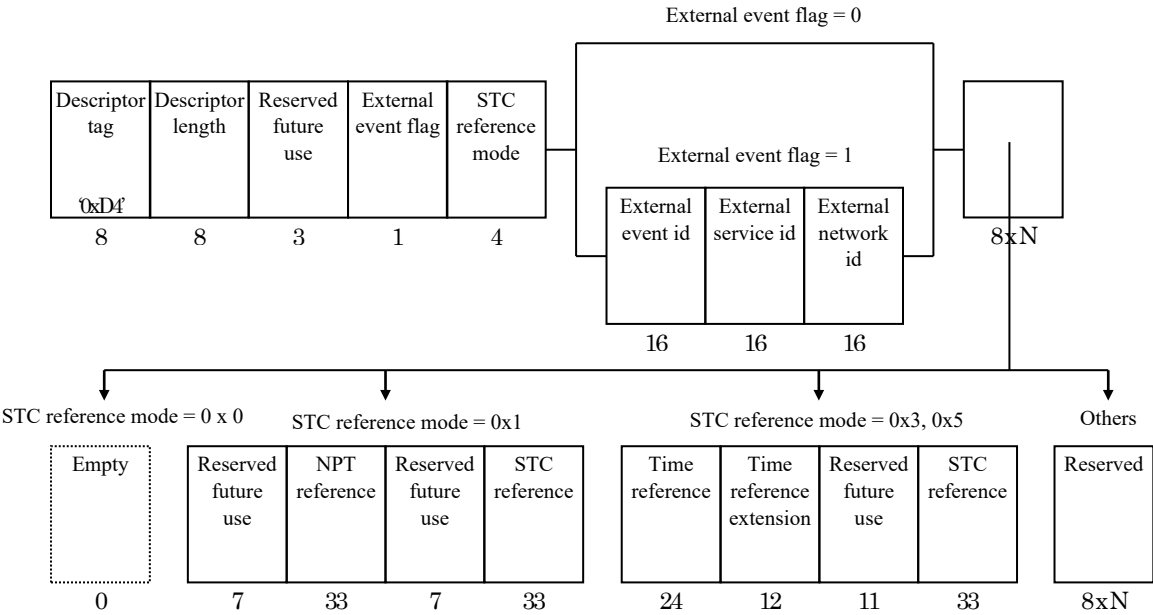 External event flag = 0
Descriptor
tag
'0xD4'
Descriptor
length
Reserved
future
use
External
event flag
STC
reference
mode
8
8
3
1
4
External event flag = 1
External
event id
External
service id
External
network
id
16
16
16
8xN
STC reference mode = 0 x 0
STC reference mode = 0x1
STC reference mode = 0x3, 0x5
Others
Empty
Reserved
future
use
NPT
reference
Reserved
future
use
STC
reference
Time
reference
Time
reference
extension
Reserved
future
use
STC
reference
Reserved
0
7
33
7
33
24
12
11
33
8xN